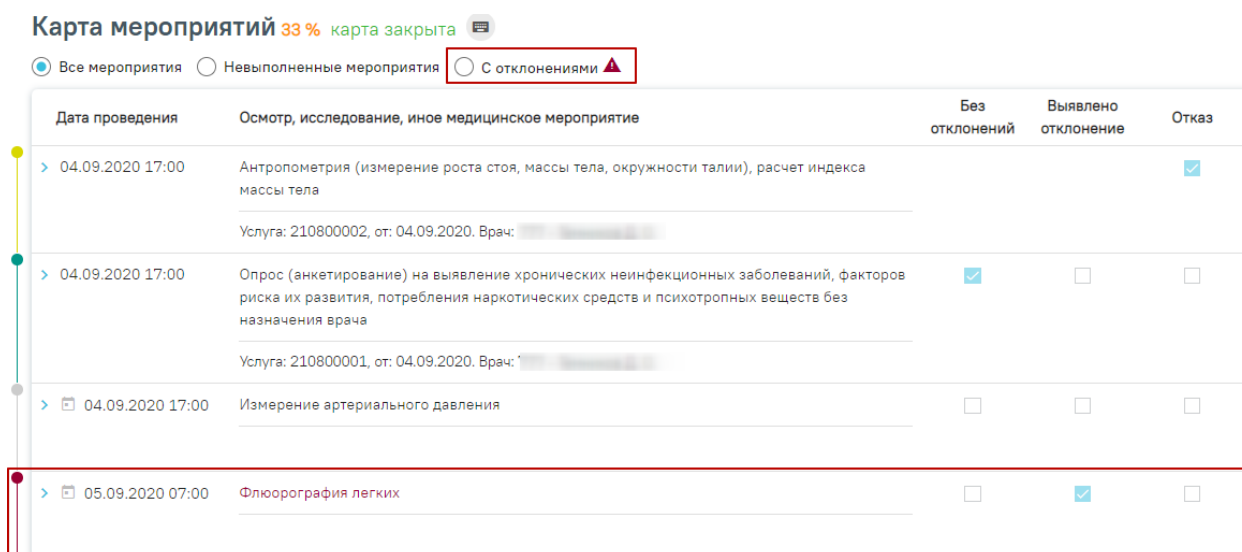 Карта мероприятий 33 % карта закрыта
Все мероприятия Невыполненные мероприятия С отклонениями
Дата проведения Осмотр, исследование, иное медицинское мероприятие Без отклонений Выявлено отклонение Отказ
04.09.2020 17:00 Антропометрия (измерение роста стоя, массы тела, окружности талии), расчет индекса
массы тела
Услуга: 210800002, от: 04.09.2020. Врач:
04.09.2020 17:00 Опрос (анкетирование) на выявление хронических неинфекционных заболеваний, факторов
риска их развития, потребления наркотических средств и психотропных веществ без
назначения врача
Услуга: 210800001, от: 04.09.2020. Врач:
04.09.2020 17:00 Измерение артериального давления
05.09.2020 07:00 Флюорография легких